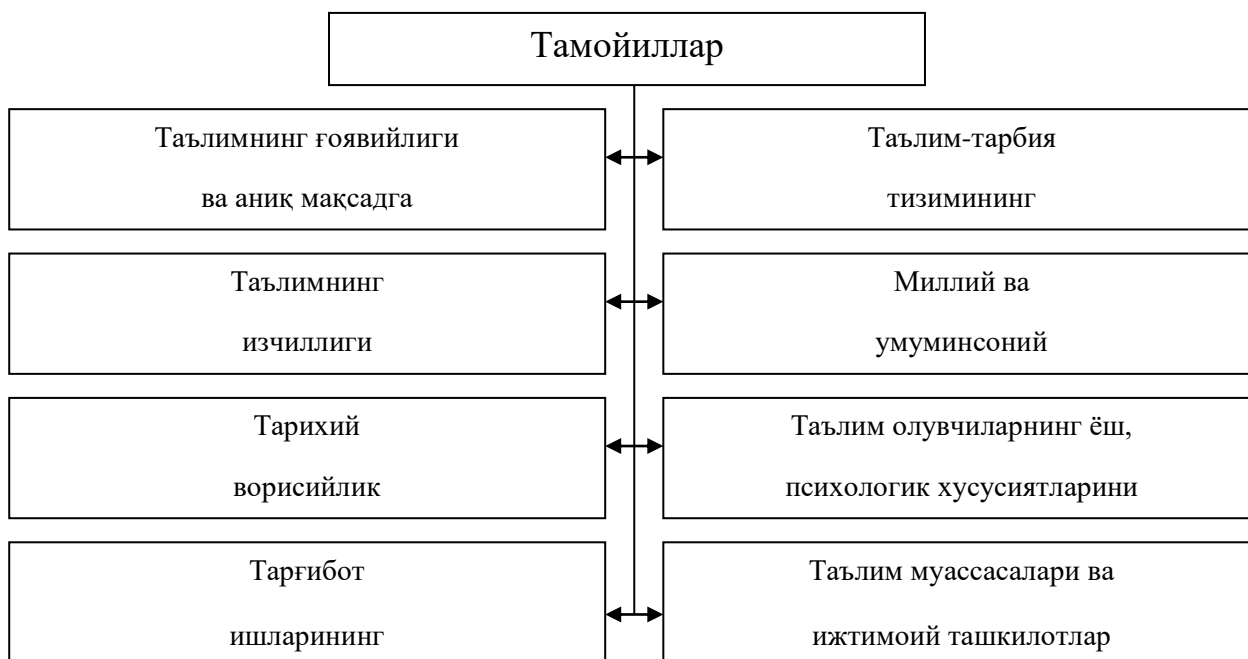 Тамойиллар
Таълимнинг ғоявийлиги
ва аниқ мақсадга
Таълим-тарбия
тизимининг
Таълимнинг
изчиллиги
Миллий ва
умуминсоний
Тарихий
ворисийлик
Таълим олувчиларнинг ёш,
психологик хусусиятларини
Тарғибот
ишларининг
Таълим муассасалари ва
ижтимоий ташкилотлар